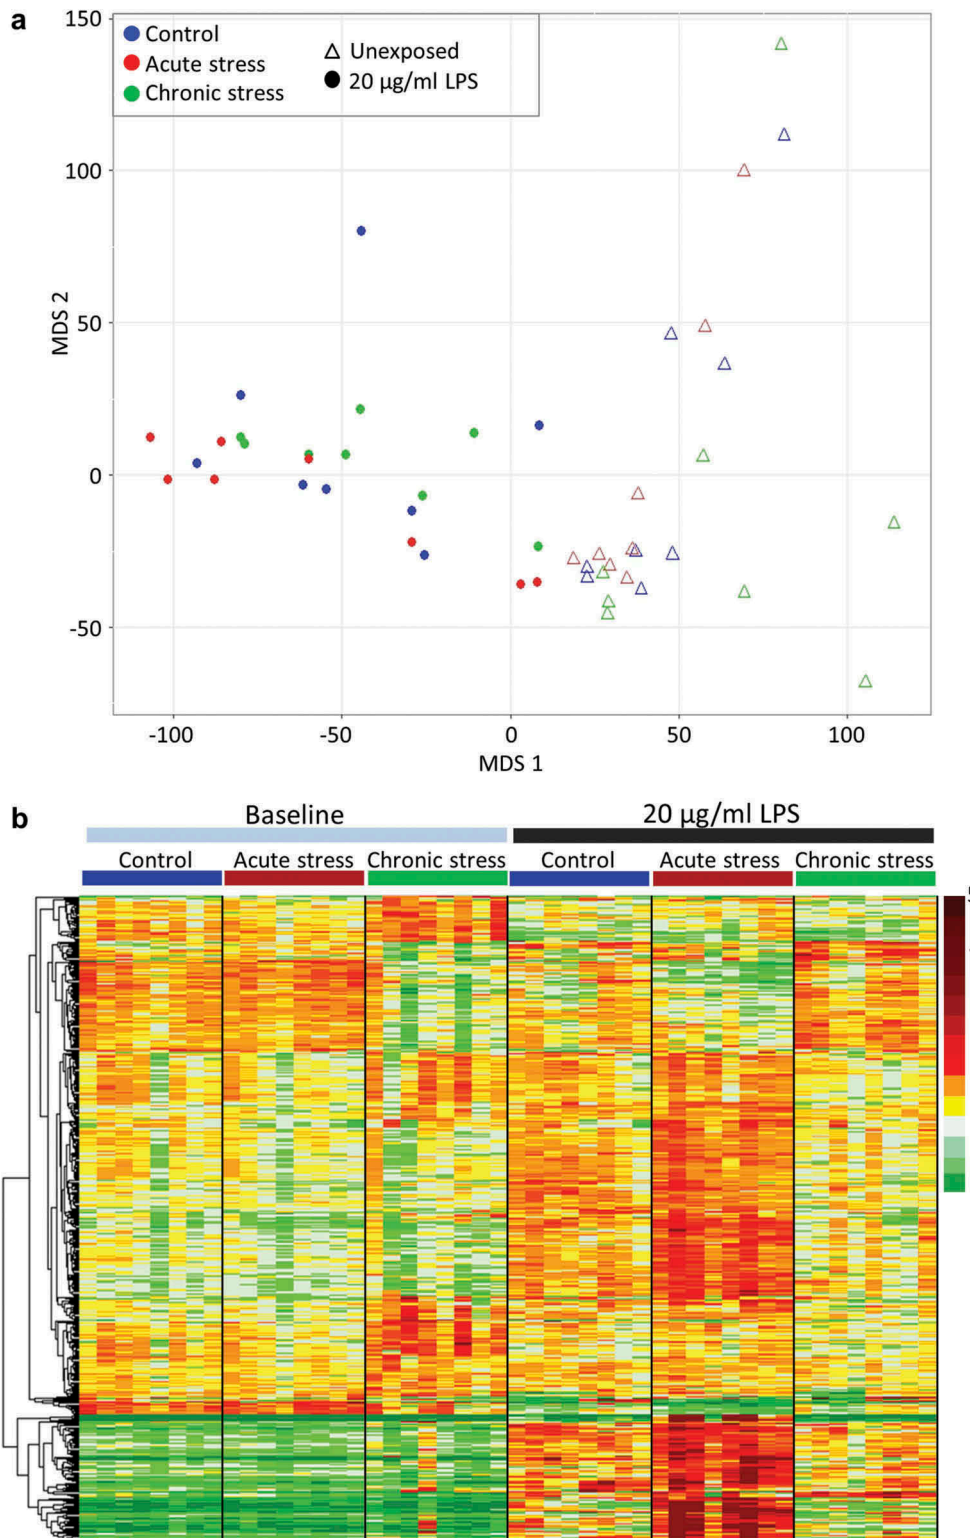 a
150
Control
Acute stress
Chronic stress
Unexposed
20 µg/ml LPS
100
50
0
-50
MDS 2
-100
-50
0
50
100
MDS 1
b
Baseline
20 µg/ml LPS
Control
Acute stress
Chronic stress
Control
Acute stress
Chronic stress